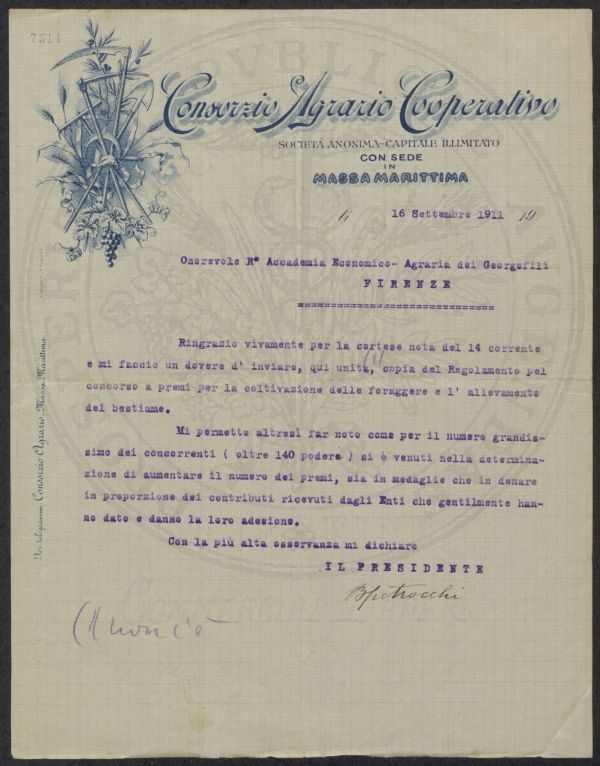 7511
Consorzio Agrario Cooperativo
SOCIETÀ ANONIMA-CAPITALE ILLIMITATO
CON SEDE
IN
MASSA MARITTIMA
li 16 Settembre 1911 19
Onorevole Rª Accademia Economico- Agraria dei Georgofili
FIRENZE
==============================
Ringrazio vivamente per la cortese nota del 14 corrente
e mi faccio un dovere d' inviare, qui unita, copia del Regolamento pel
(1)
concorso a premi per la coltivazione delle foraggere e l' allevamento
del bestiame.
Mi permetto altresì far noto come per il numero grandis-
simo dei concorrenti ( oltre 140 podere ) si è venuti nella determina-
zione di aumentare il numero dei premi, sia in medaglie che in denare
in proporzione dei contributi ricevuti dagli Enti che gentilmente han-
no dato e danno la loro adesione.
Con la più alta osservanza mi dichiaro
IL PRESIDENTE
BPetrocchi
(1 non c'è
Per telegrammi Consorzio Agrario-Massa Marittima